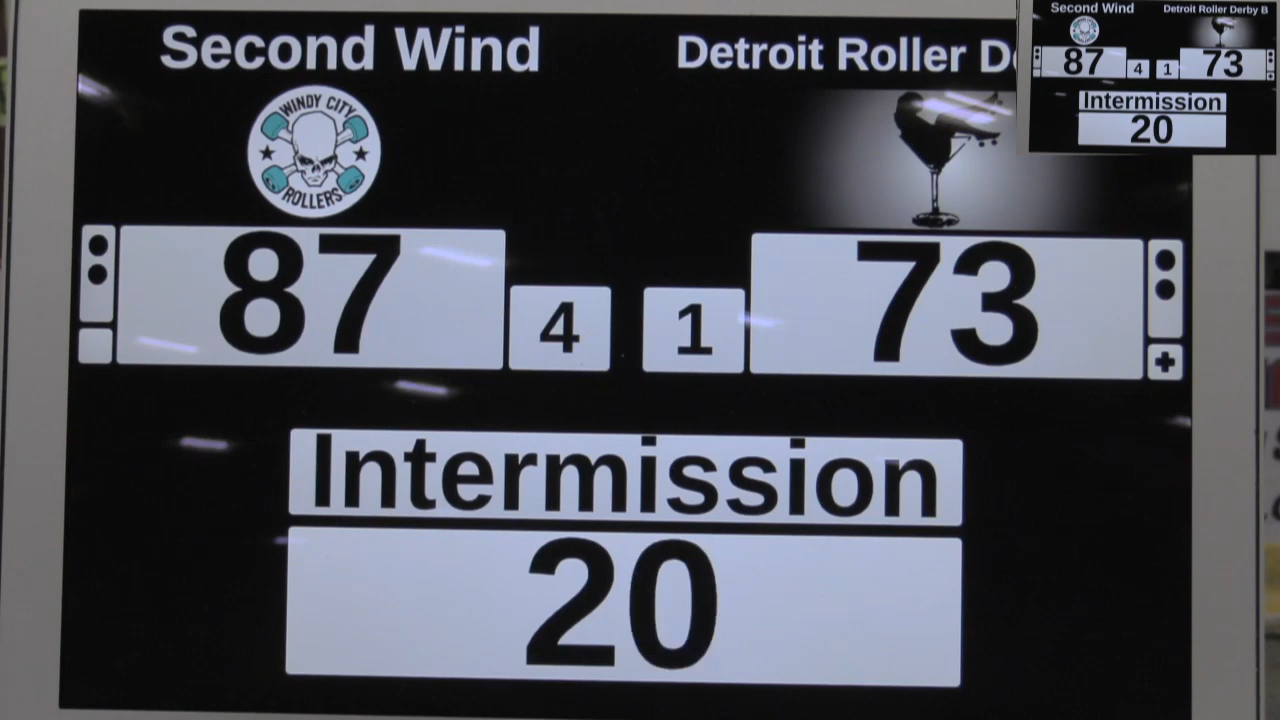 Second Wind
Detroit Roller De
WINDY CITY
ROLLERS
87
4
1
73
+
Intermission
20
Second Wind
Detroit Roller Derby B
87
4
1
73
Intermission
20